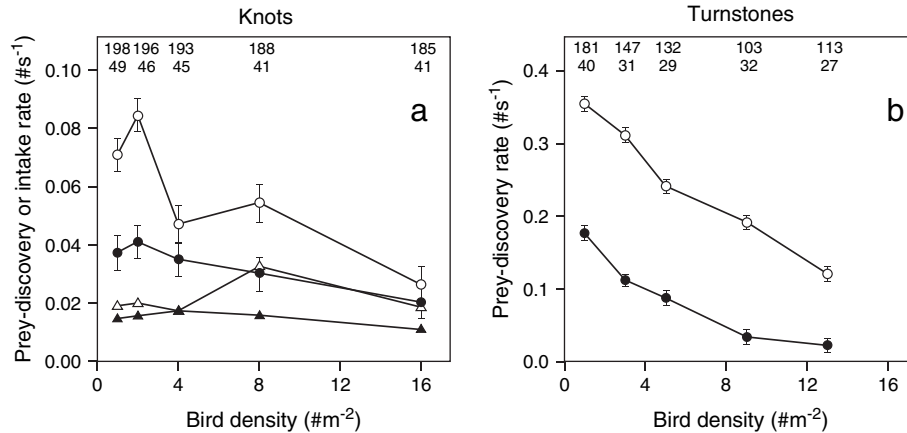 Knots
Turnstones
a
198 196 193 188 185
49 46 45 41 41
Prey-discovery or intake rate (#s-1)
0.10
0.08
0.06
0.04
0.02
0.00
0 4 8 12 16
Bird density (#m-2)
b
181 147 132 103 113
40 31 29 32 27
Prey-discovery rate (#s-1)
0.4
0.3
0.2
0.1
0.0
0 4 8 12 16
Bird density (#m-2)